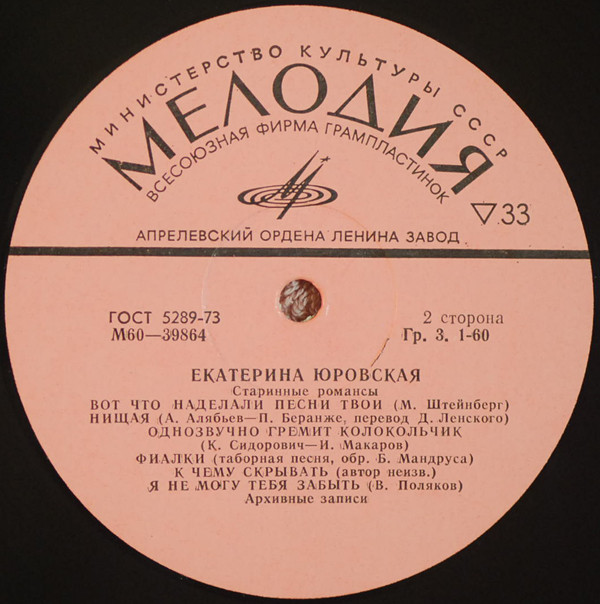 МИНИСТЕРСТВО КУЛЬТУРЫ СССР
МЕЛОДИЯ
ВСЕСОЮЗНАЯ ФИРМА ГРАМПЛАСТИНОК
33
АПРЕЛЕВСКИЙ ОРДЕНА ЛЕНИНА ЗАВОД
ГОСТ 5289-73
М60—39864
2 сторона
Гр. 3. 1-60
ЕКАТЕРИНА ЮРОВСКАЯ
Старинные романсы
ВОТ ЧТО НАДЕЛАЛИ ПЕСНИ ТВОИ (М. Штейнберг)
НИЩАЯ (А. Алябьев—П. Беранже, перевод Д. Ленского)
ОДНОЗВУЧНО ГРЕМИТ КОЛОКОЛЬЧИК
(К. Сидорович—И. Макаров)
ФИАЛКИ (таборная песня, обр. Б. Мандруса)
К ЧЕМУ СКРЫВАТЬ (автор неизв.)
Я НЕ МОГУ ТЕБЯ ЗАБЫТЬ (В. Поляков)
Архивные записи